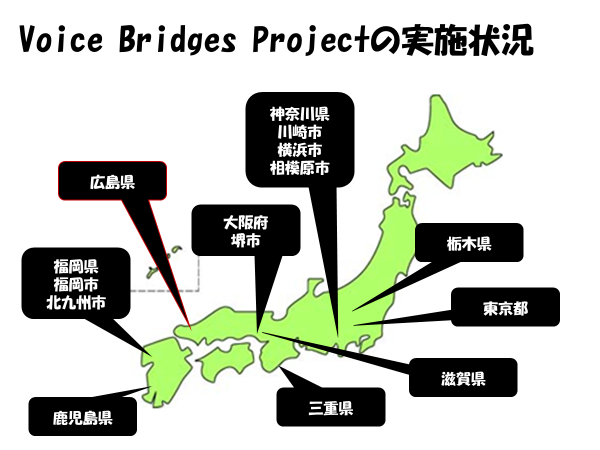 Voice Bridges Projectの実施状況
神奈川県
川崎市
横浜市
相模原市
広島県
大阪府
堺市
栃木県
福岡県
福岡市
北九州市
東京都
滋賀県
三重県
鹿児島県